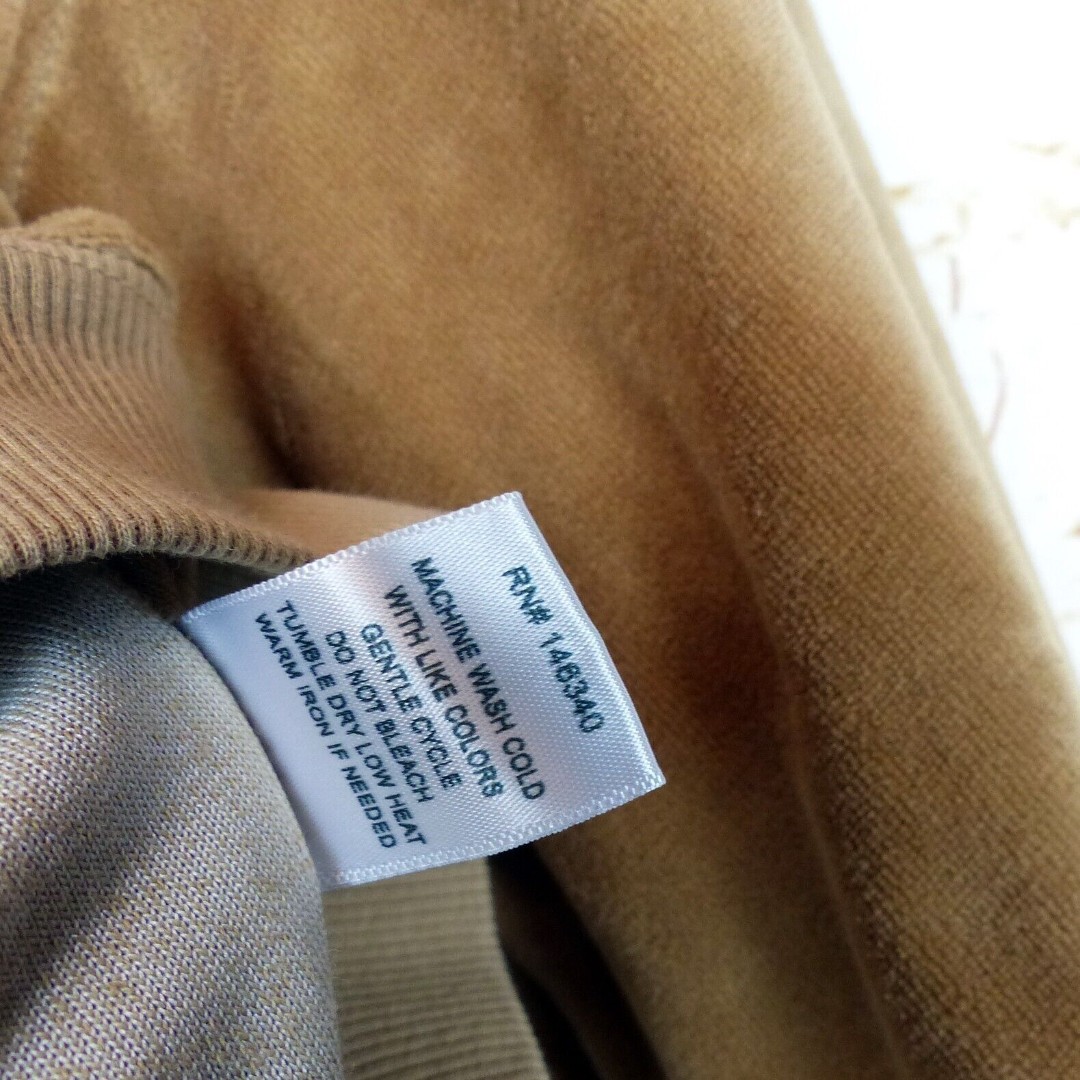 RN# 146340
MACHINE WASH COLD
WITH LIKE COLORS
GENTLE CYCLE
DO NOT BLEACH
TUMBLE DRY LOW HEAT
WARM IRON IF NEEDED